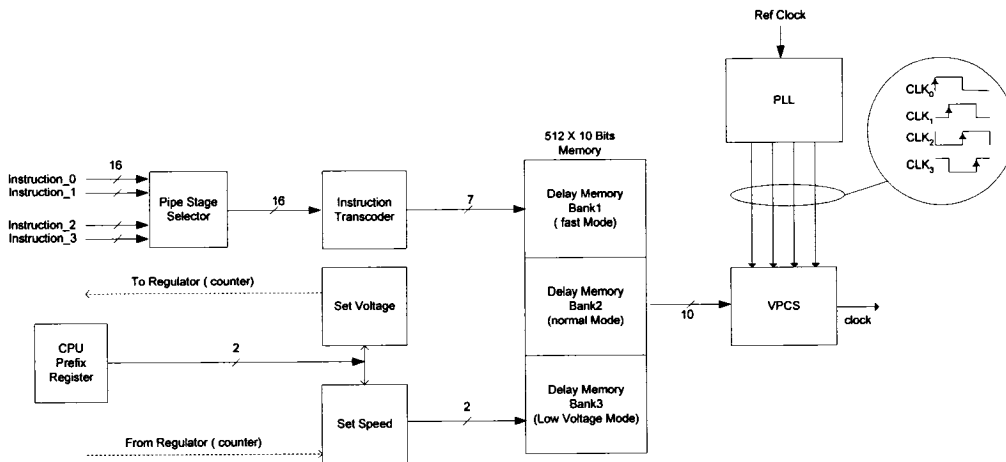 Ref Clock
PLL
CLK0
CLK1
CLK2
CLK3
512 X 10 Bits
Memory
16
Instruction_0
Instruction_1
Instruction_2
Instruction_3
Pipe Stage
Selector
16
Instruction
Transcoder
7
Delay Memory
Bank1
( fast Mode)
To Regulator ( counter)
Set Voltage
Delay Memory
Bank2
(normal Mode)
10
VPCS
clock
CPU
Prefix
Register
2
Set Speed
2
Delay Memory
Bank3
(Low Voltage Mode)
From Regulator ( counter)